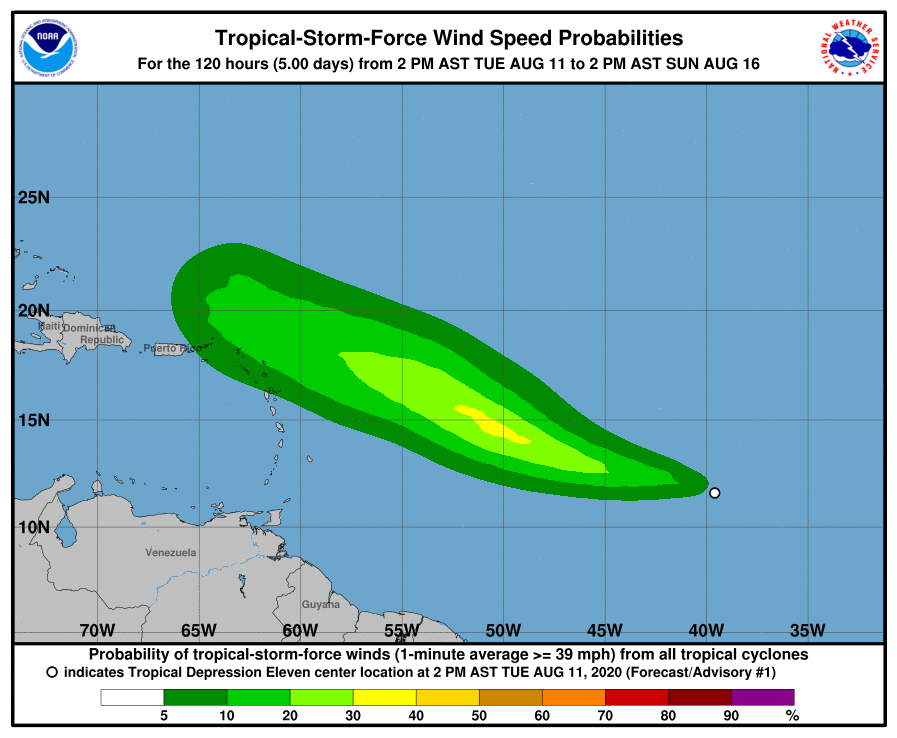 NOAA
NATIONAL WEATHER SERVICE
Tropical-Storm-Force Wind Speed Probabilities
For the 120 hours (5.00 days) from 2 PM AST TUE AUG 11 to 2 PM AST SUN AUG 16
25N
20N
Haiti Dominican
Republic
Puerto Rico
15N
10N
Venezuela
Guyana
70W 65W 60W 55W 50W 45W 40W 35W
Probability of tropical-storm-force winds (1-minute average >= 39 mph) from all tropical cyclones
indicates Tropical Depression Eleven center location at 2 PM AST TUE AUG 11, 2020 (Forecast/Advisory #1)
5 10 20 30 40 50 60 70 80 90 %